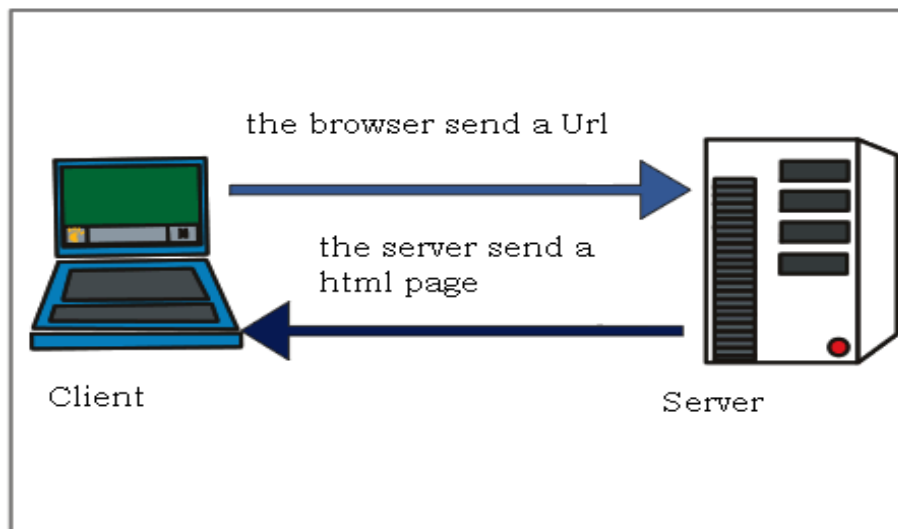 the browser send a Url
the server send a
html page
Client
Server